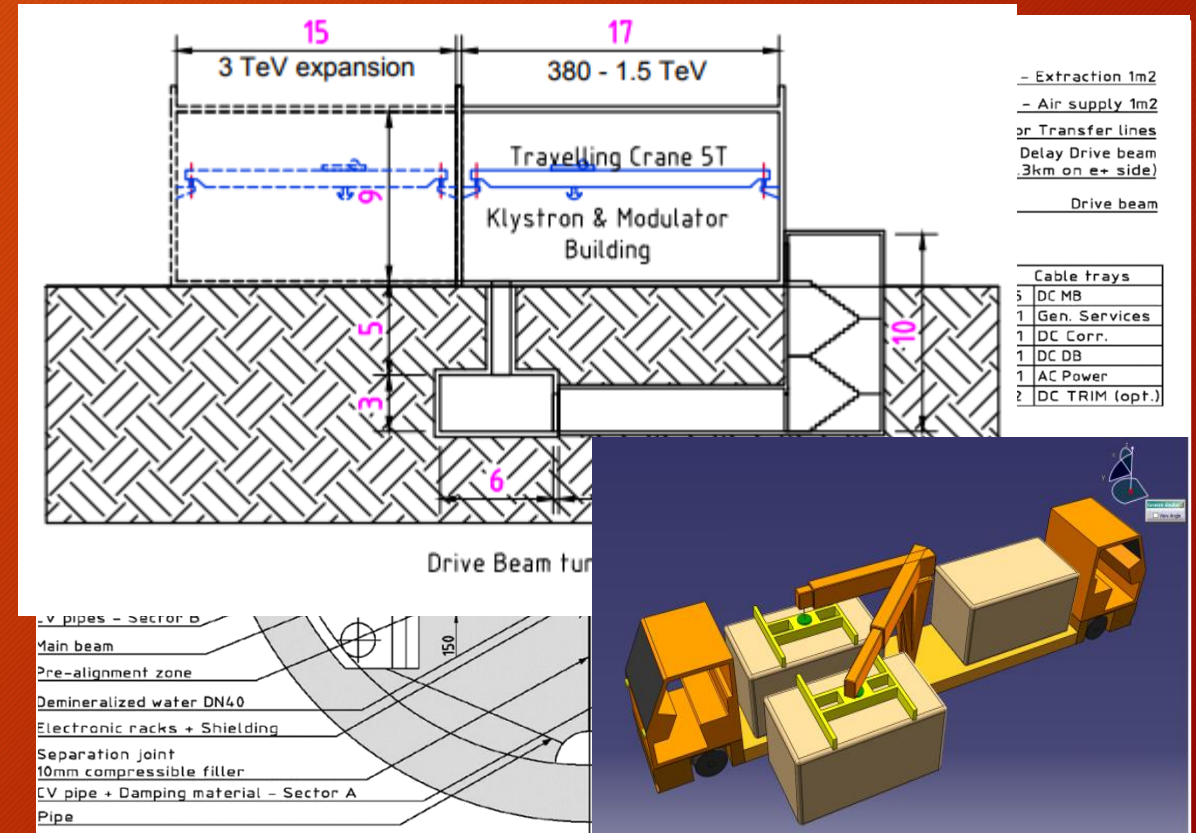 15
17
3 TeV expansion
380 - 1.5 TeV
Travelling Crane 5T
9
Klystron & Modulator
Building
5
3
10
6
Drive Beam
- Extraction 1m2
- Air supply 1m2
Transfer lines
Delay Drive beam
3km on e+ side)
Drive beam
Cable trays
DC MB
1 Gen. Services
1 DC Corr.
1 DC DB
1 AC Power
2 DC TRIM (opt.)
pipes - Sector B
Main beam
Pre-alignment zone
Demineralized water DN40
Electronic racks + Shielding
Separation joint
10mm compressible filler
CV pipe + Damping material - Sector A
Pipe
150